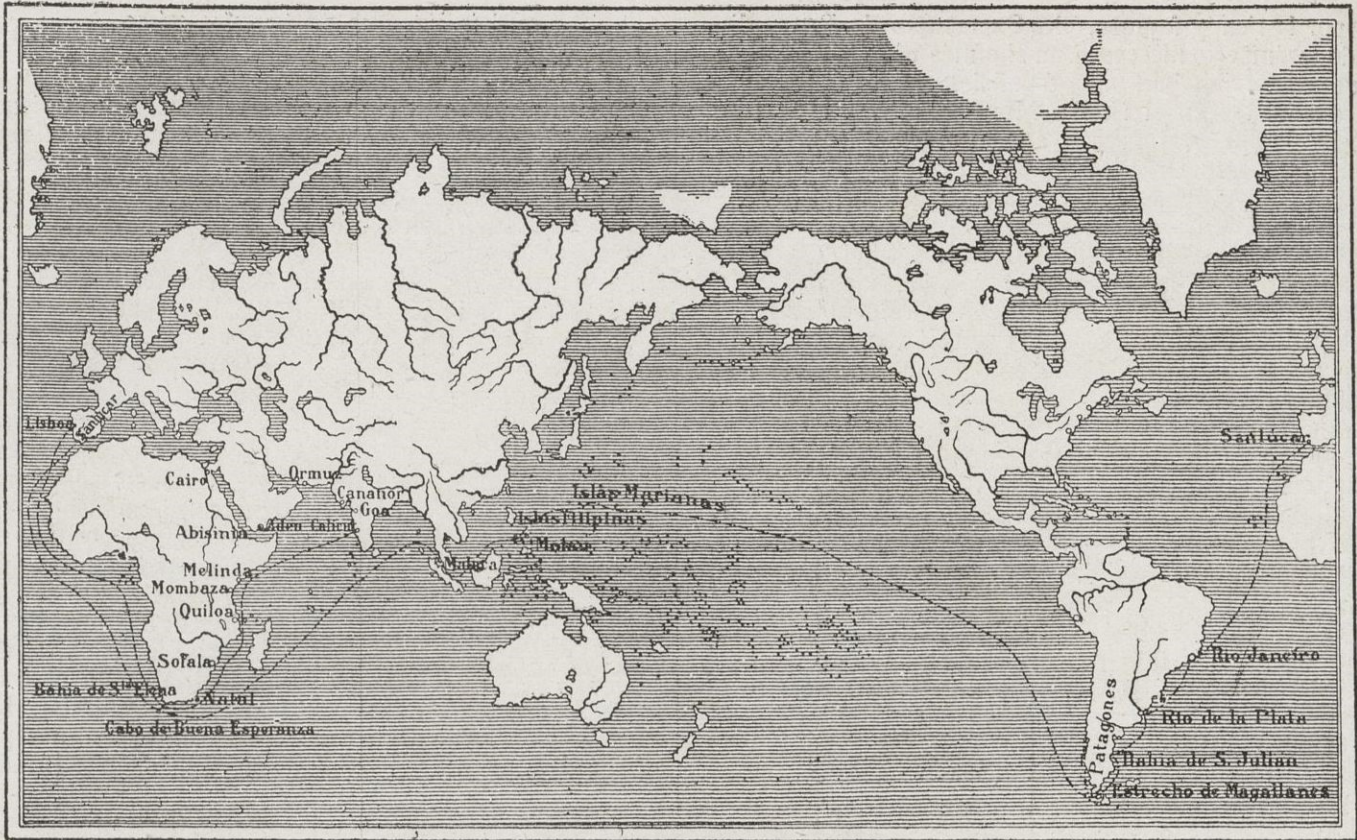 Lisboa
Sanlúcar
Cairo
Ormuz
Cananor
Goa
Abisinia
Aden
Calicut
Melinda
Mombaza
Quiloa
Sofala
Bahía de Sta Elena
Natal
Cabo de Buena Esperanza
Islas Marianas
Islas Filipinas
Malaca
Sanlúcar
Rio Janeiro
Rio de la Plata
Patagones
Bahia de S. Julian
Estrecho de Magallanes